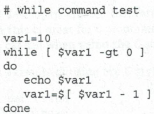 # while command test
var1=10
while [ $var1 -gt 0 ]
do
   echo $var1
   var1=$[ $var1 - 1 ]
done